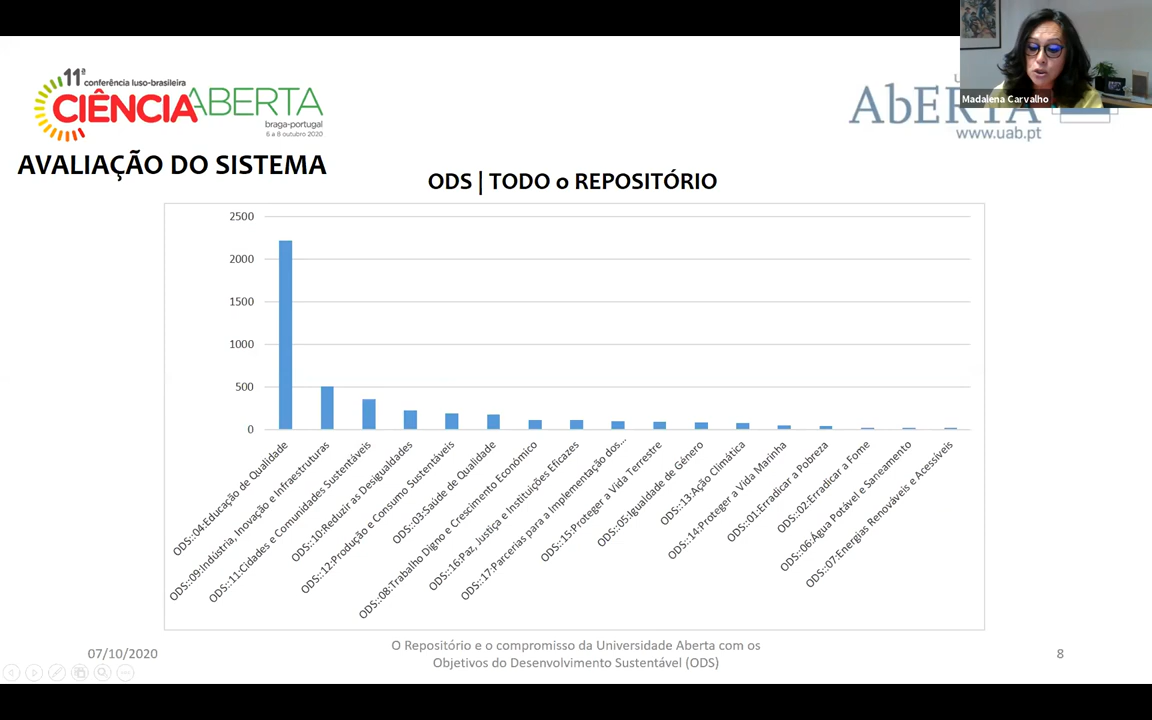 11ª conferência luso-brasileira
CIÊNCIAABERTA
braga-portugal
6 a 8 outubro 2020
AbERTA
www.uab.pt
Madalena Carvalho
AVALIAÇÃO DO SISTEMA
ODS | TODO o REPOSITÓRIO
2500
2000
1500
1000
500
0
ODS::04:Educação de Qualidade
ODS::09:Indústria, Inovação e Infraestruturas
ODS::11:Cidades e Comunidades Sustentáveis
ODS::10:Reduzir as Desigualdades
ODS::12:Produção e Consumo Sustentáveis
ODS::03:Saúde de Qualidade
ODS::08:Trabalho Digno e Crescimento Económico
ODS::16:Paz, Justiça e Instituições Eficazes
ODS::17:Parcerias para a Implementação dos...
ODS::15:Proteger a Vida Terrestre
ODS::05:Igualdade de Género
ODS::13:Ação Climática
ODS::14:Proteger a Vida Marinha
ODS::01:Erradicar a Pobreza
ODS::02:Erradicar a Fome
ODS::06:Água Potável e Saneamento
ODS::07:Energias Renováveis e Acessíveis
07/10/2020
O Repositório e o compromisso da Universidade Aberta com os
Objetivos do Desenvolvimento Sustentável (ODS)
8